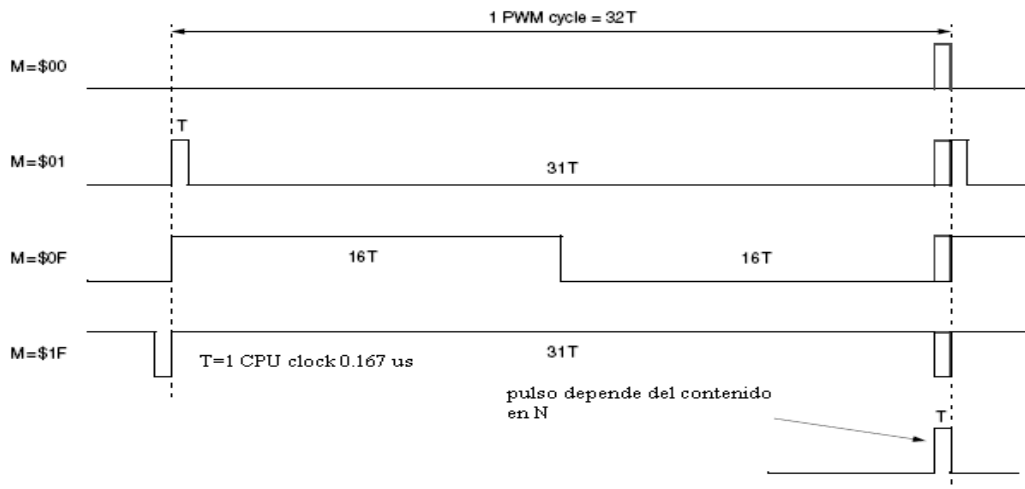 1 PWM cycle = 32T
M=$00
T
M=$01
31T
M=$0F
16T
16T
M=$1F
T=1 CPU clock 0.167 us
31T
pulso depende del contenido
en N
T